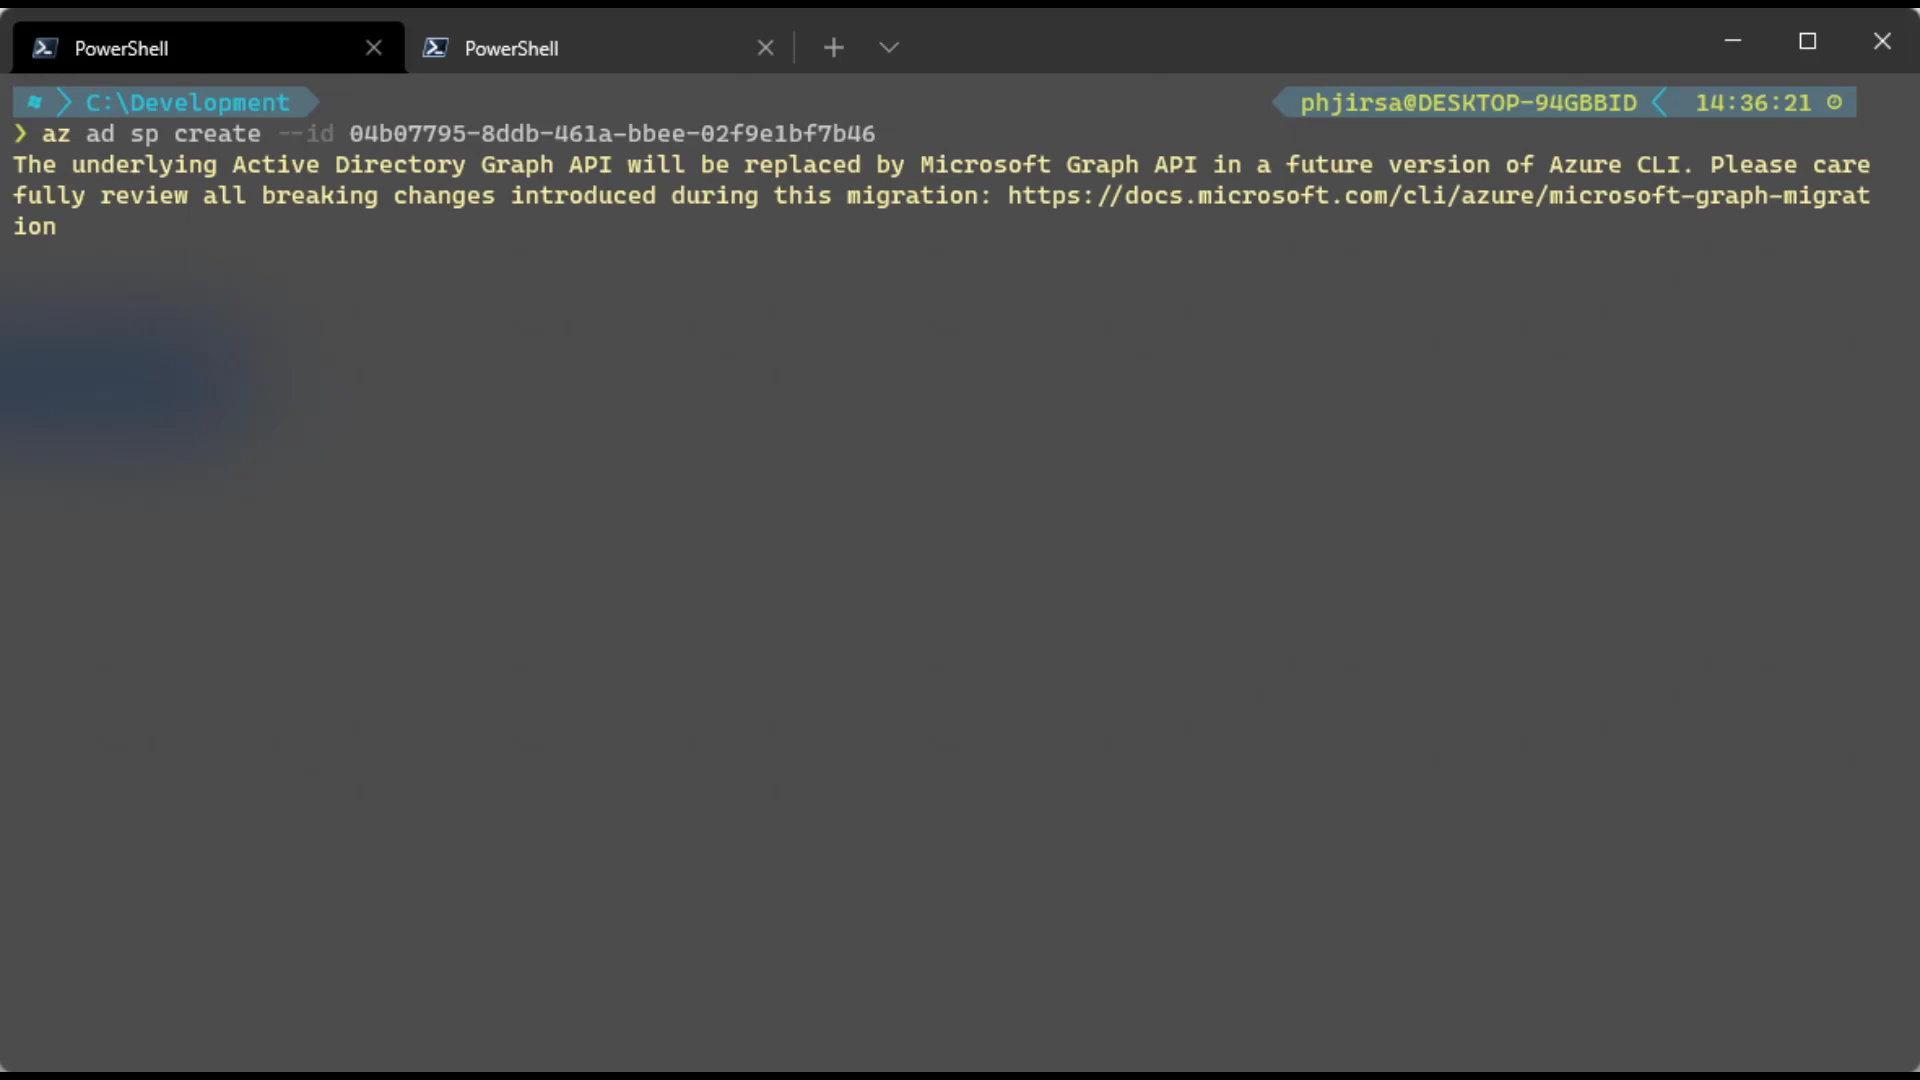 PowerShell PowerShell
C:\Development phjirsa@DESKTOP-94GBBID 14:36:21
❯ az ad sp create --id 04b07795-8ddb-461a-bbee-02f9e1bf7b46
The underlying Active Directory Graph API will be replaced by Microsoft Graph API in a future version of Azure CLI. Please care
fully review all breaking changes introduced during this migration: https://docs.microsoft.com/cli/azure/microsoft-graph-migrat
ion